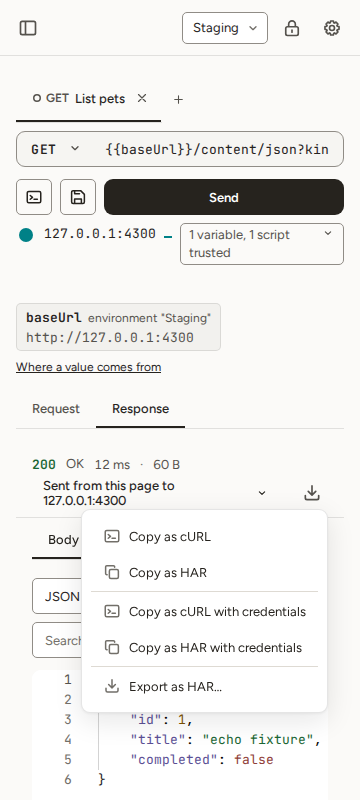 Staging
GET List pets
GET {{baseUrl}}/content/json?kin
Send
127.0.0.1:4300
1 variable, 1 script
trusted
baseUrl environment "Staging"
http://127.0.0.1:4300
Where a value comes from
Request Response
200 OK 12 ms · 60 B
Sent from this page to
127.0.0.1:4300
Body
Copy as cURL
Copy as HAR
Copy as cURL with credentials
Copy as HAR with credentials
Export as HAR...
JSON
Search
1
2
3 "id": 1,
4 "title": "echo fixture",
5 "completed": false
6 }